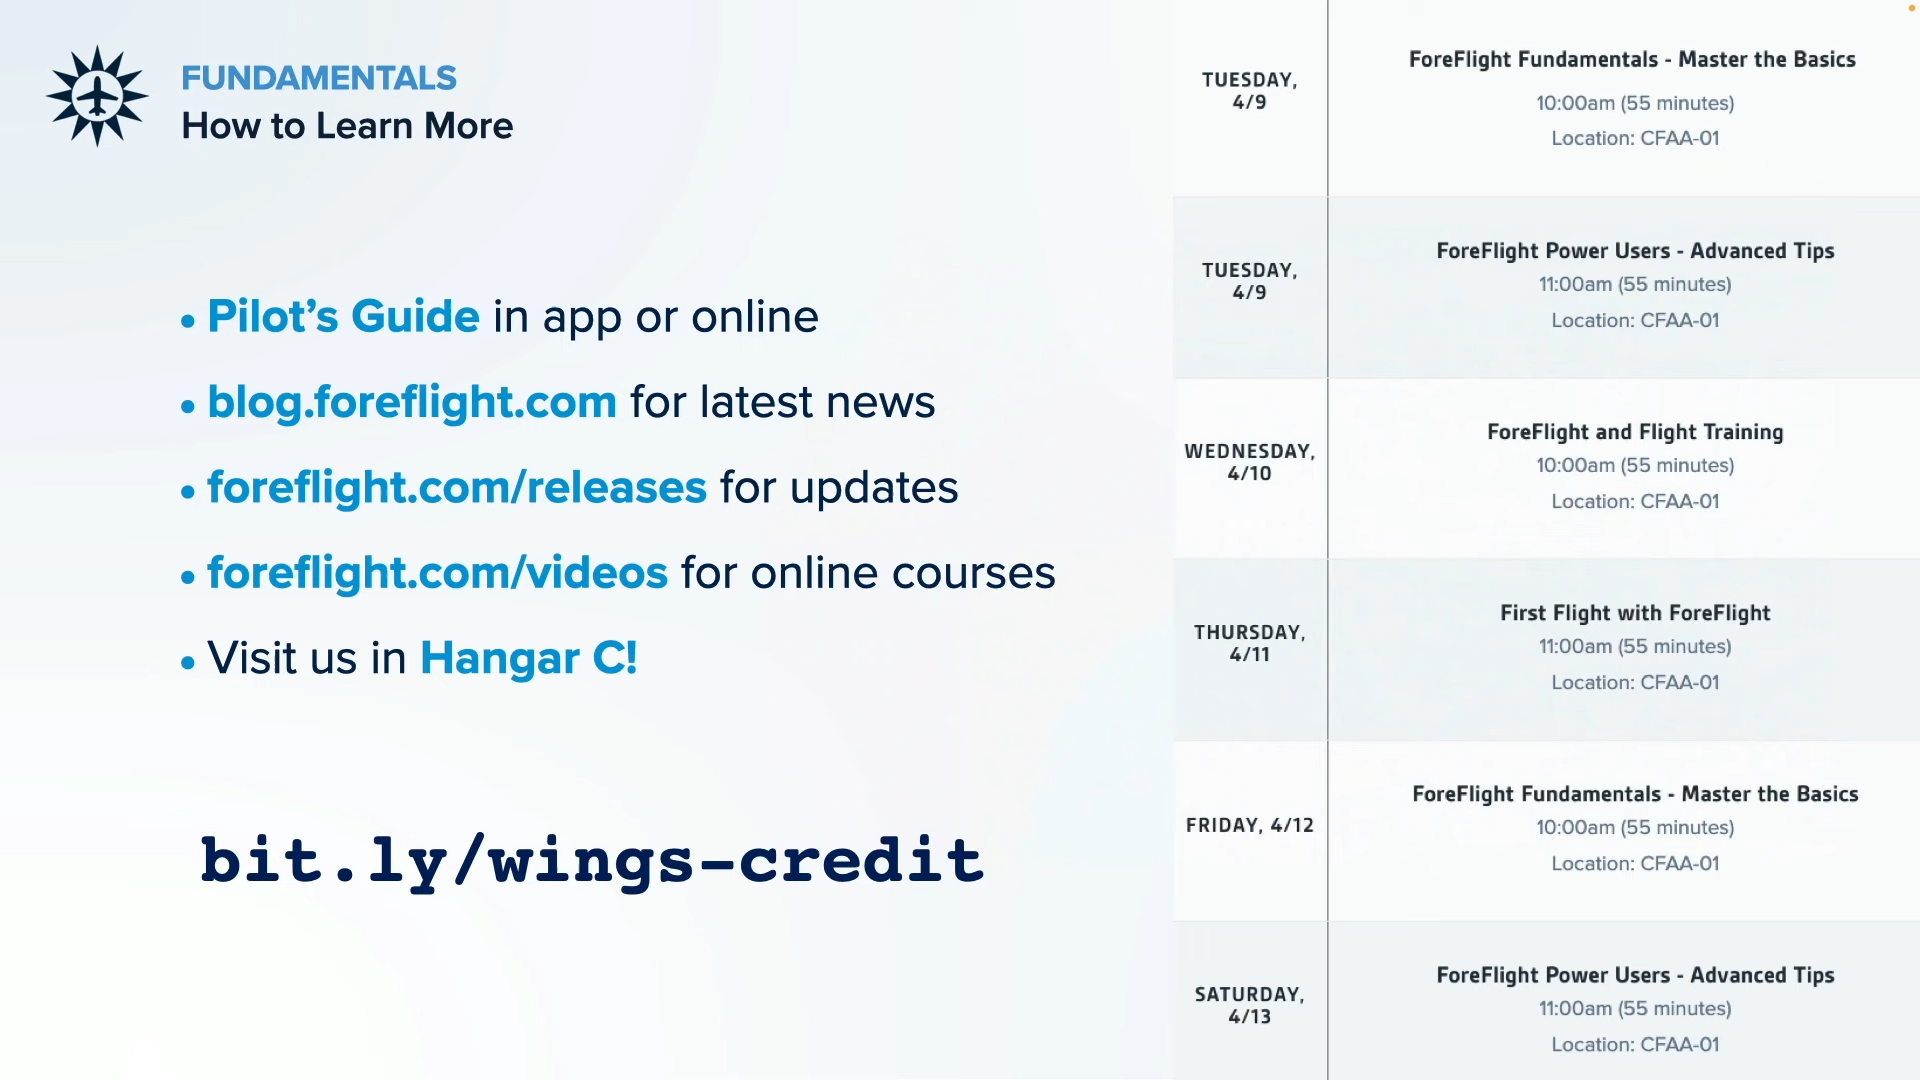 FUNDAMENTALS
How to Learn More
• Pilot’s Guide in app or online
• blog.foreflight.com for latest news
• foreflight.com/releases for updates
• foreflight.com/videos for online courses
• Visit us in Hangar C!
bit.ly/wings-credit
TUESDAY,
4/9
ForeFlight Fundamentals - Master the Basics
10:00am (55 minutes)
Location: CFAA-01
TUESDAY,
4/9
ForeFlight Power Users - Advanced Tips
11:00am (55 minutes)
Location: CFAA-01
WEDNESDAY,
4/10
ForeFlight and Flight Training
10:00am (55 minutes)
Location: CFAA-01
THURSDAY,
4/11
First Flight with ForeFlight
11:00am (55 minutes)
Location: CFAA-01
FRIDAY, 4/12
ForeFlight Fundamentals - Master the Basics
10:00am (55 minutes)
Location: CFAA-01
SATURDAY,
4/13
ForeFlight Power Users - Advanced Tips
11:00am (55 minutes)
Location: CFAA-01